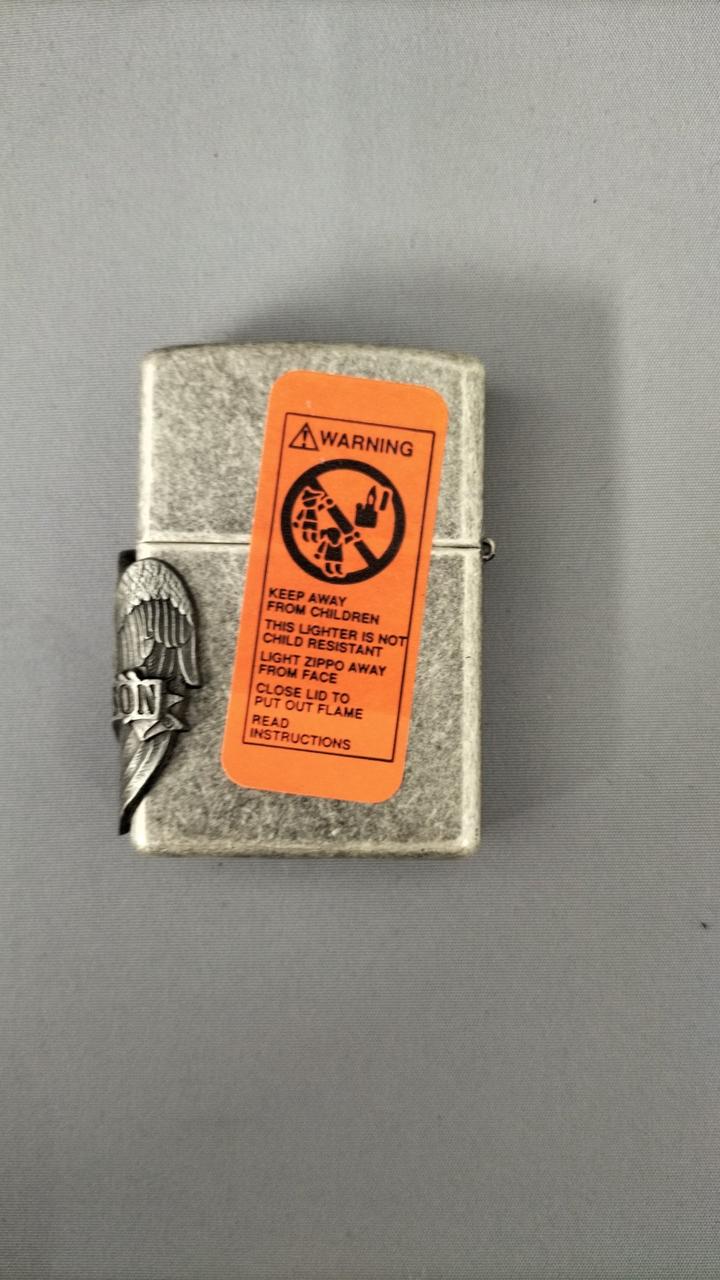 WARNING
KEEP AWAY
FROM CHILDREN
THIS LIGHTER IS NOT
CHILD RESISTANT
LIGHT ZIPPO AWAY
FROM FACE
CLOSE LID TO
PUT OUT FLAME
READ
INSTRUCTIONS
SON